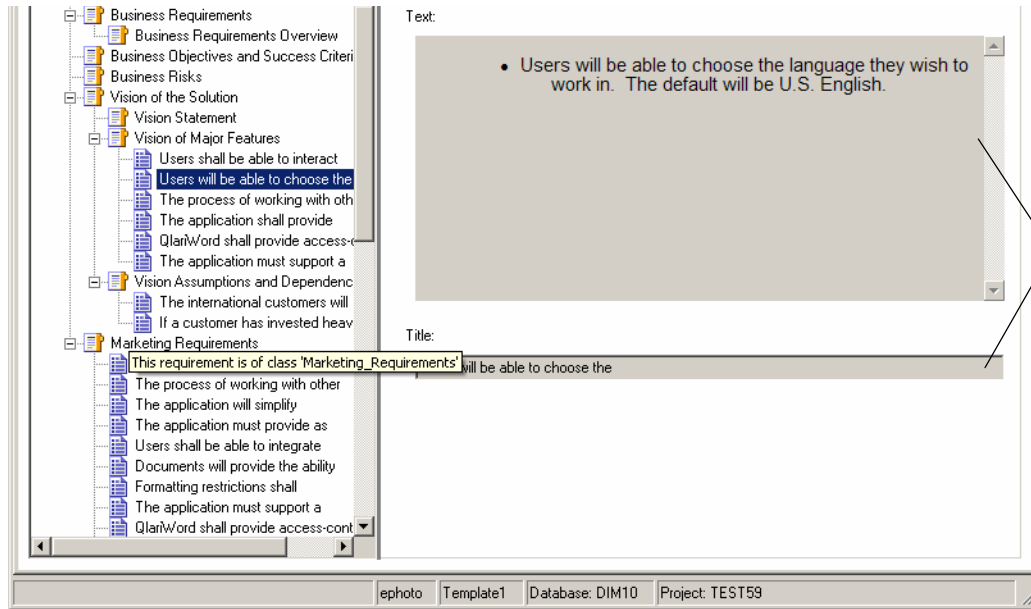 Business Requirements
Business Requirements Overview
Business Objectives and Success Criteri
Business Risks
Vision of the Solution
Vision Statement
Vision of Major Features
Users shall be able to interact
Users will be able to choose the
The process of working with oth
The application shall provide
QlariWord shall provide access-c
The application must support a
Vision Assumptions and Dependenc
The international customers will
If a customer has invested heav
Marketing Requirements
This requirement is of class 'Marketing_Requirements'
The process of working with other
The application will simplify
The application must provide as
Users shall be able to integrate
Documents will provide the ability
Formatting restrictions shall
The application must support a
QlariWord shall provide access-cont
Text:
• Users will be able to choose the language they wish to
work in. The default will be U.S. English.
Title:
will be able to choose the
ephoto Template1 Database: DIM10 Project: TEST59